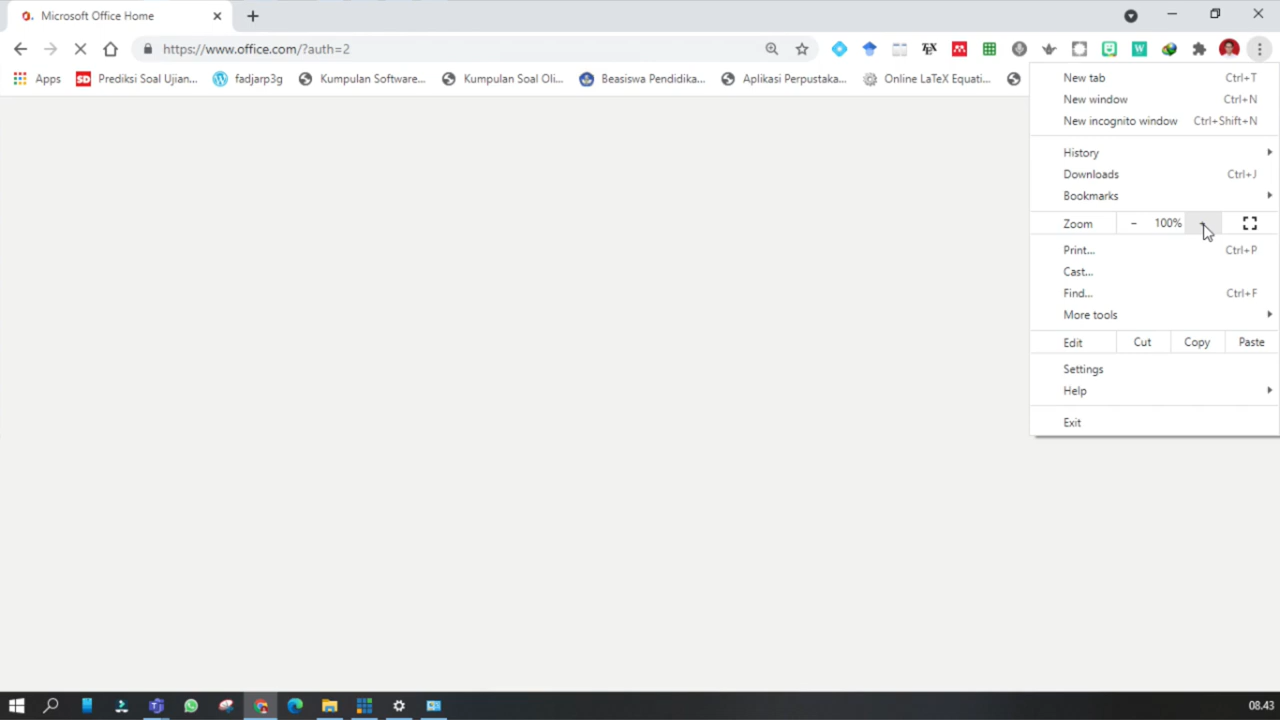 Microsoft Office Home
https://www.office.com/?auth=2
Apps Prediksi Soal Ujian... fadjarp3g Kumpulan Software... Kumpulan Soal Oli... Beasiswa Pendidika... Aplikasi Perpustaka... Online LaTeX Equati...
New tab Ctrl+T
New window Ctrl+N
New incognito window Ctrl+Shift+N
History
Downloads Ctrl+J
Bookmarks
Zoom - 100%
Print... Ctrl+P
Cast...
Find... Ctrl+F
More tools
Edit Cut Copy Paste
Settings
Help
Exit
08.43